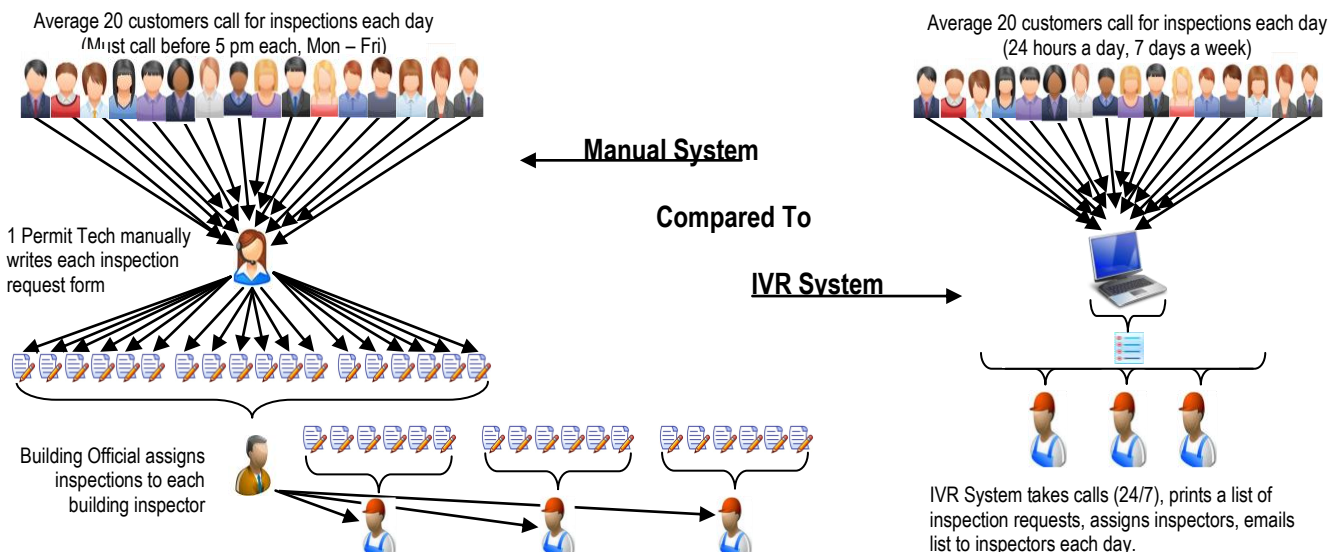 Average 20 customers call for inspections each day
(Must call before 5 pm each, Mon – Fri)
Average 20 customers call for inspections each day
(24 hours a day, 7 days a week)
Manual System
Compared To
IVR System
1 Permit Tech manually
writes each inspection
request form
Building Official assigns
inspections to each
building inspector
IVR System takes calls (24/7), prints a list of
inspection requests, assigns inspectors, emails
list to inspectors each day.